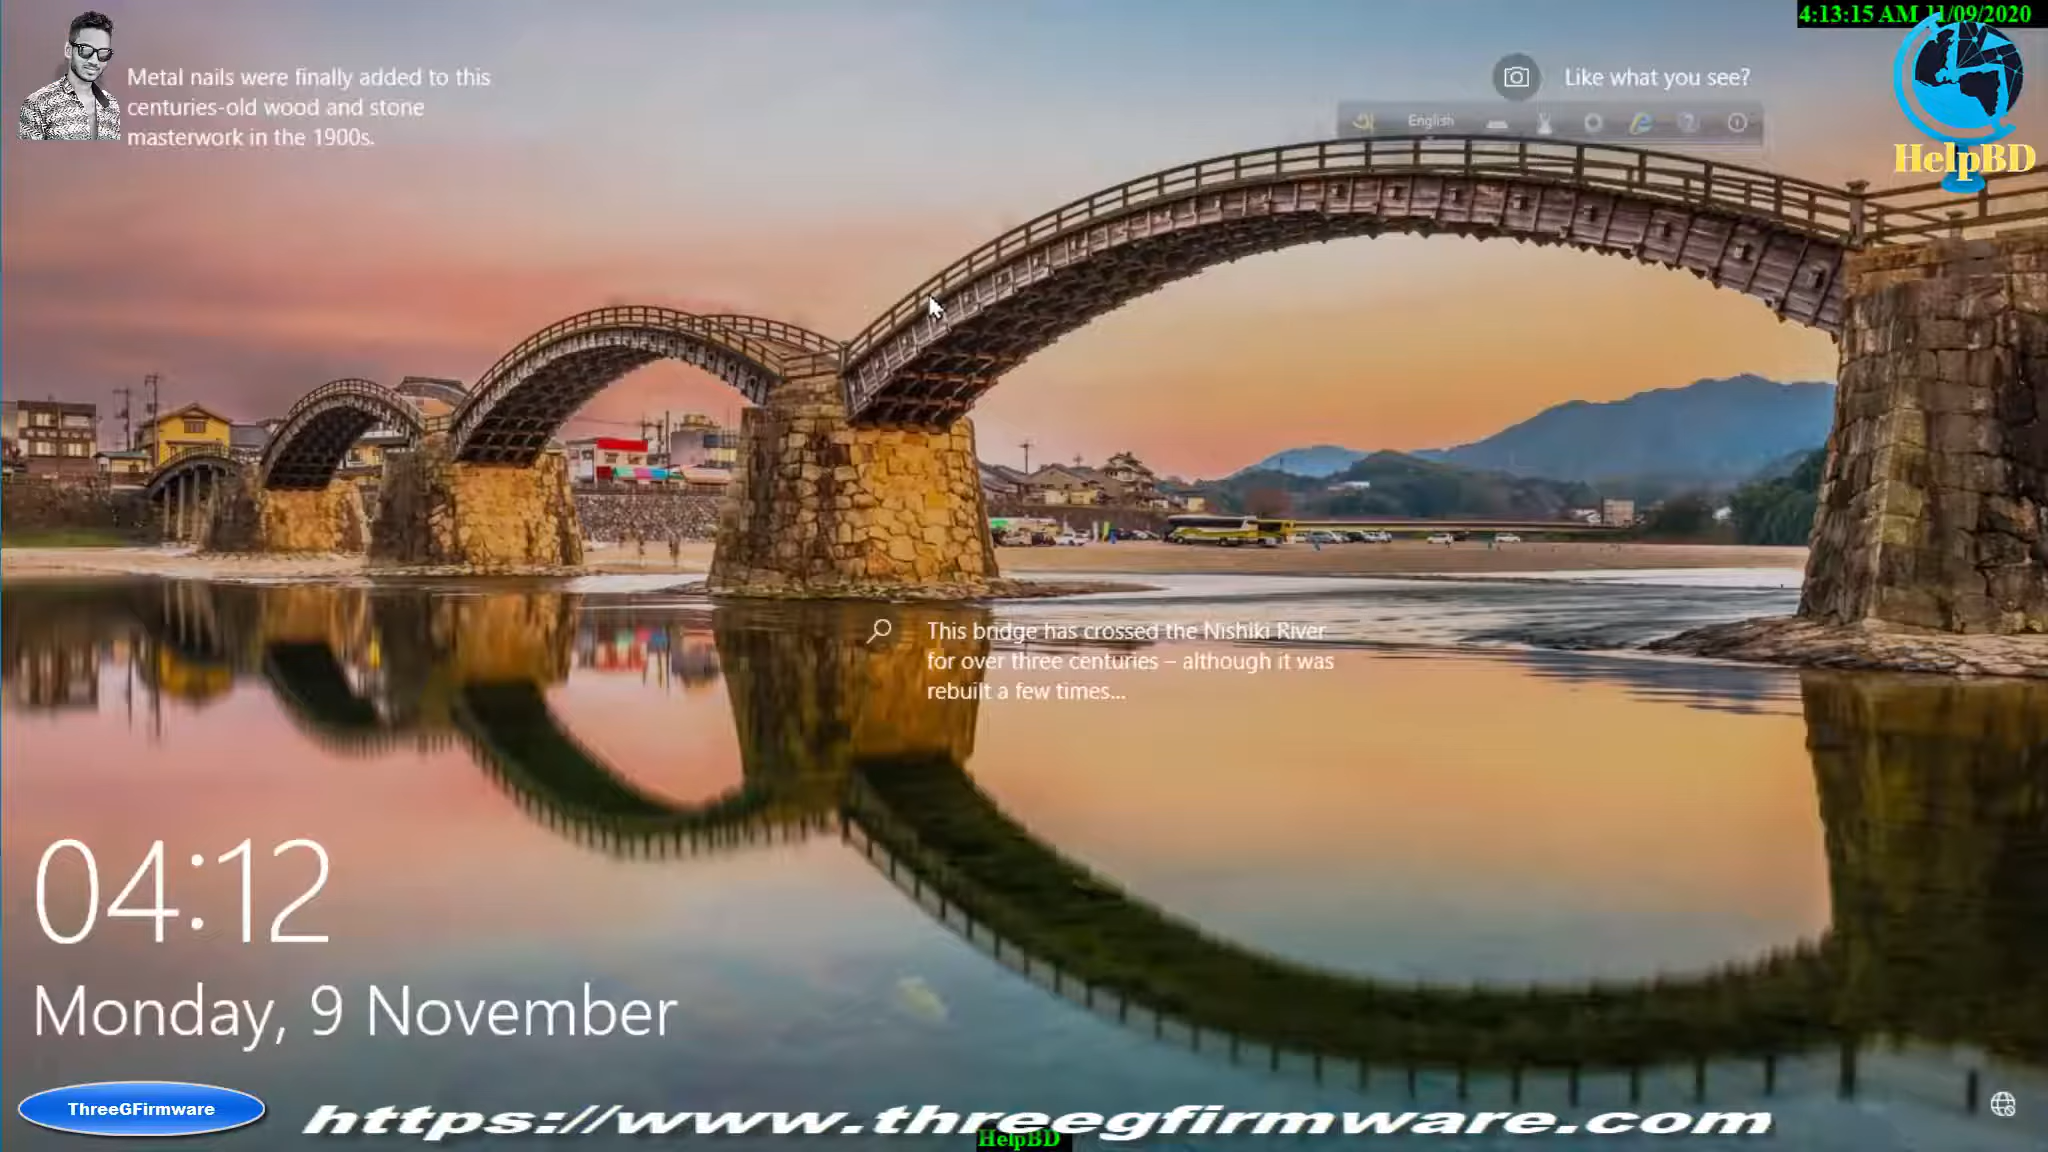 4:13:15 AM 11/09/2020
Metal nails were finally added to this
centuries-old wood and stone
masterwork in the 1900s.
Like what you see?
English
HelpBD
This bridge has crossed the Nishiki River
for over three centuries – although it was
rebuilt a few times...
04:12
Monday, 9 November
ThreeGFirmware
https://www.threegfirmware.com
HelpBD